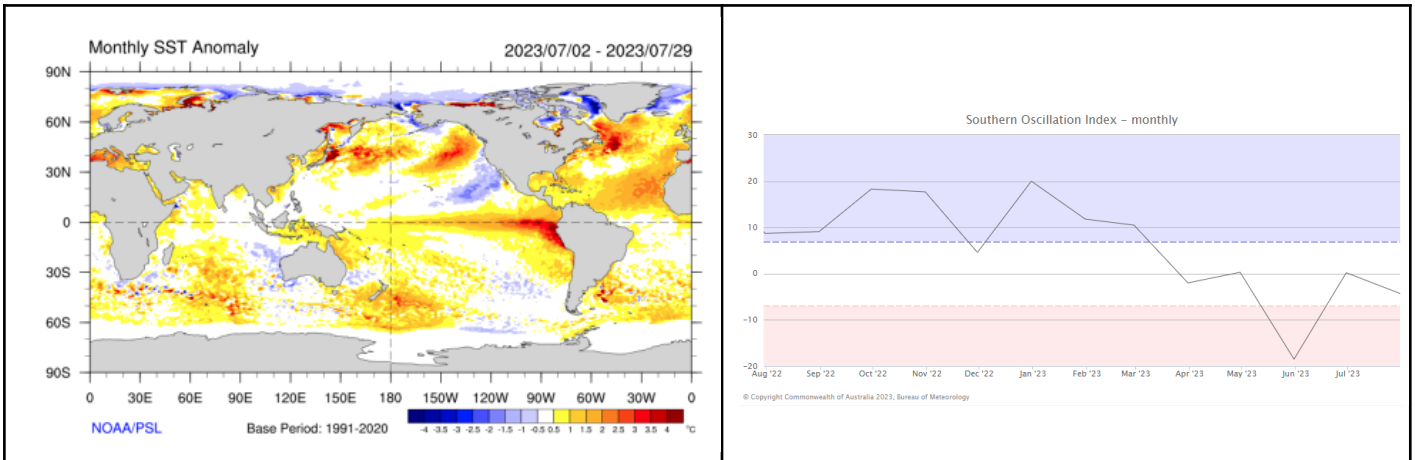 Monthly SST Anomaly
2023/07/02 - 2023/07/29
90N
60N
30N
0
30S
60S
90S
0 30E 60E 90E 120E 150E 180 150W 120W 90W 60W 30W 0
NOAA/PSL
Base Period: 1991-2020
-4 -3.5 -3 -2.5 -2 -1.5 -1 -0.5 0.5 1 1.5 2 2.5 3 3.5 4 °C
Southern Oscillation Index – monthly
30
20
10
0
-10
-20
Aug '22 Sep '22 Oct '22 Nov '22 Dec '22 Jan '23 Feb '23 Mar '23 Apr '23 May '23 Jun '23 Jul '23
© Copyright Commonwealth of Australia 2023, Bureau of Meteorology